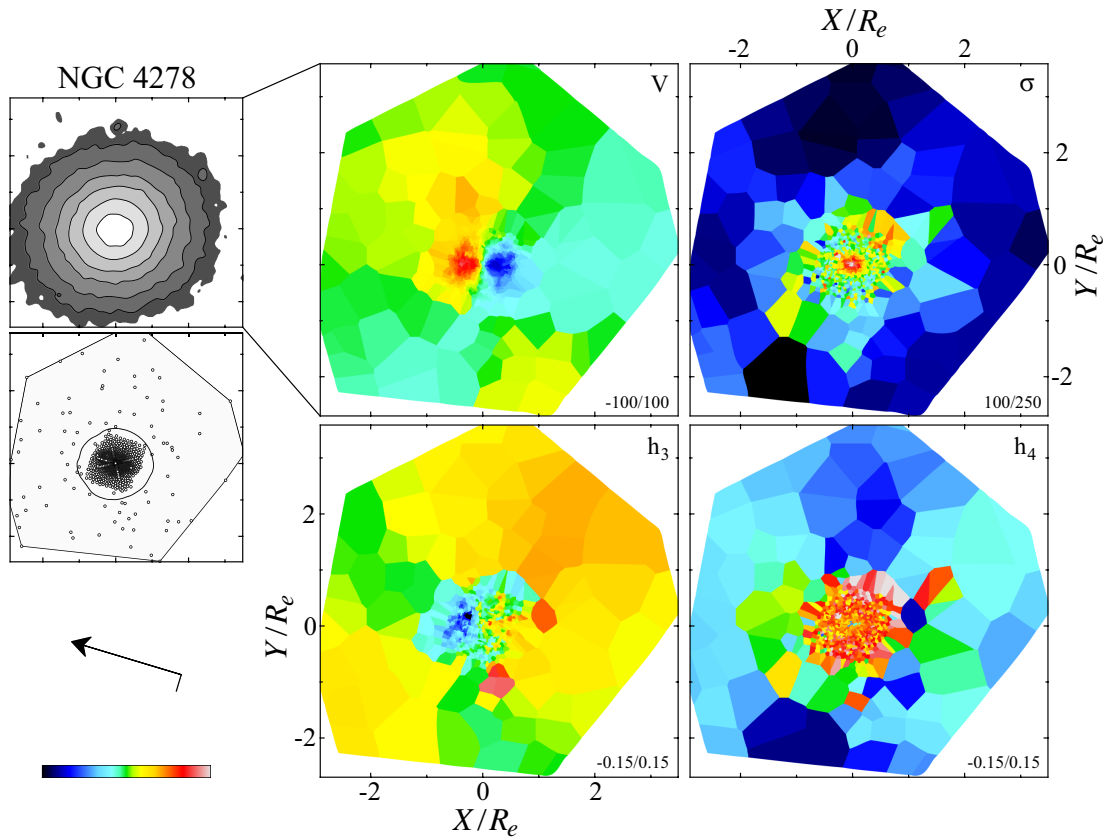 X/Rₑ
-2 0 2
NGC 4278
V
σ
2
0
-2
Y/Rₑ
-100/100
100/250
h₃
h₄
2
0
-2
Y/Rₑ
-0.15/0.15
-0.15/0.15
-2 0 2
X/Rₑ